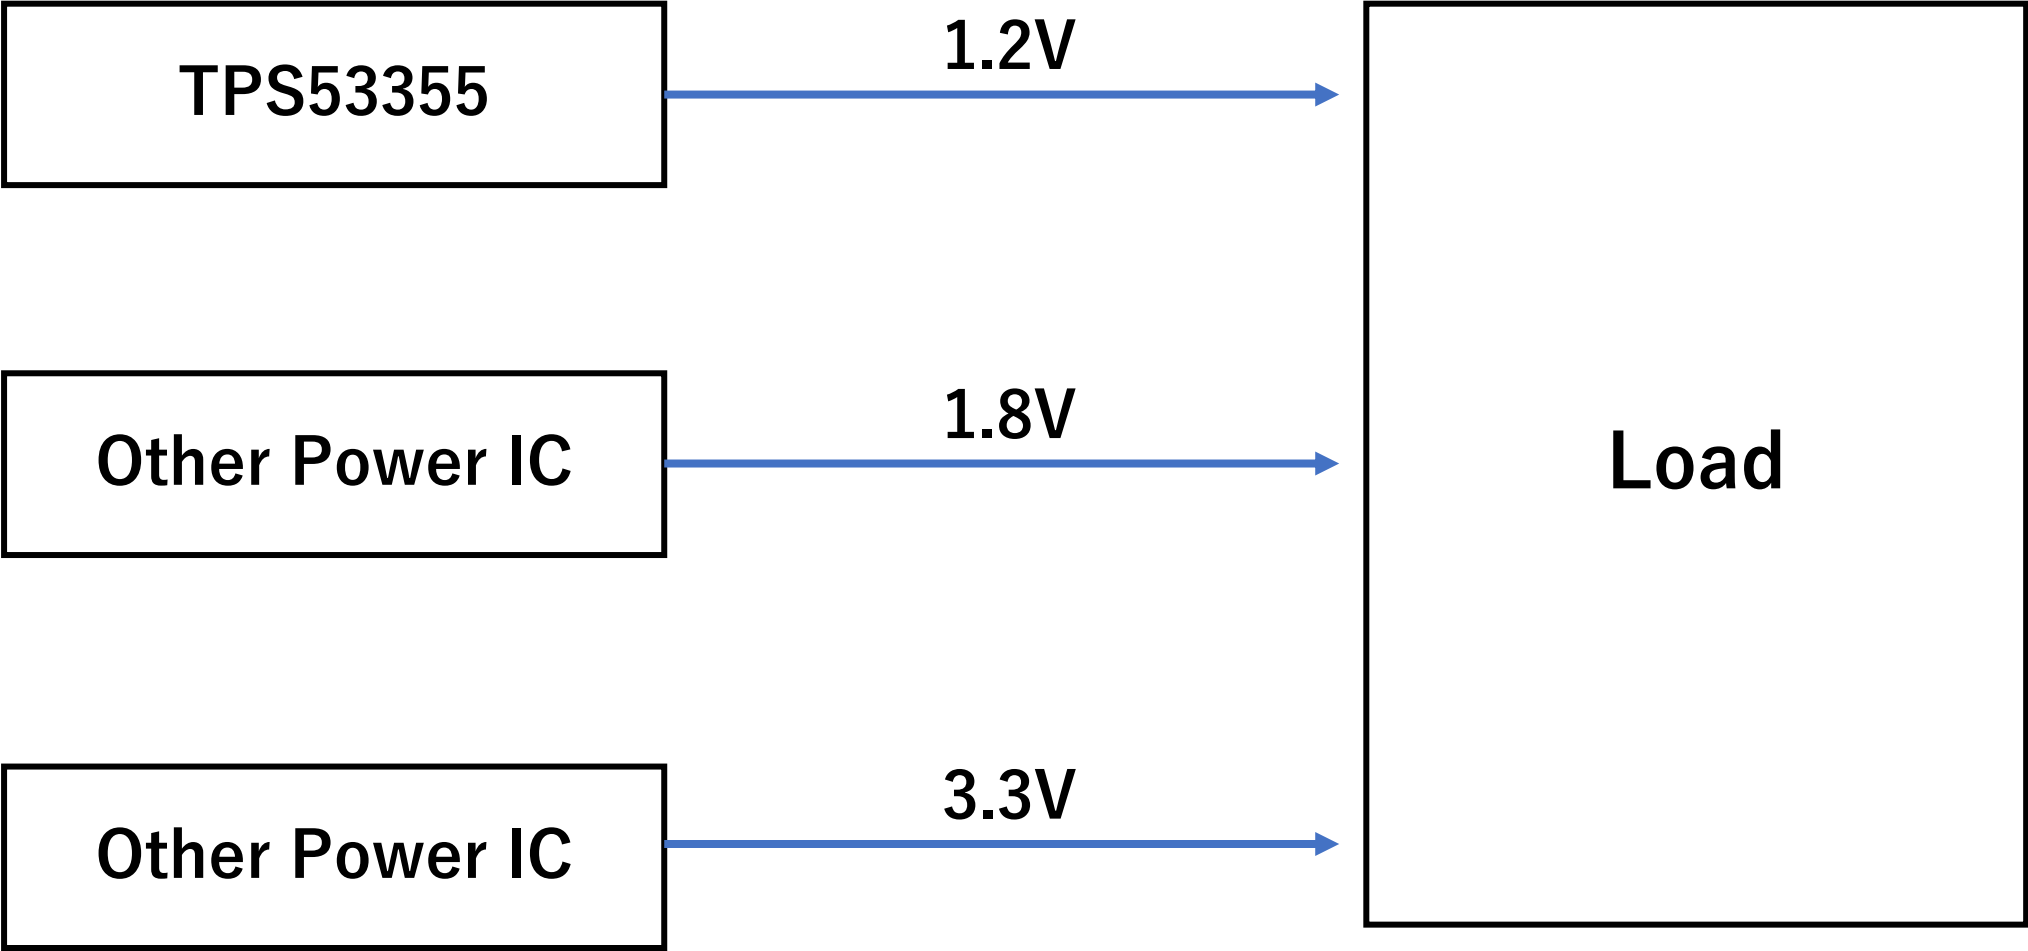 TPS53355
1.2V
Other Power IC
1.8V
Load
Other Power IC
3.3V